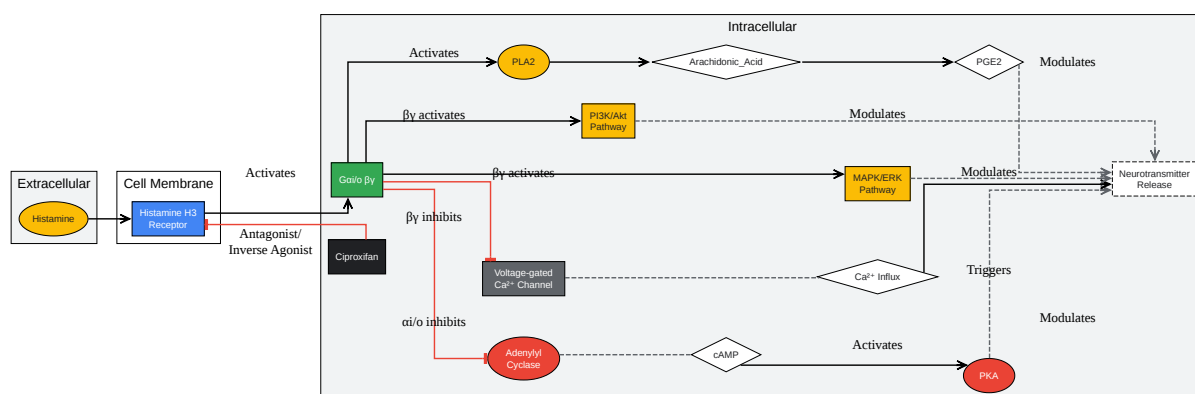 Intracellular
Activates
PLA2
Arachidonic_Acid
PGE2
Modulates
βγ activates
PI3K/Akt
Pathway
Modulates
Extracellular
Histamine
Cell Membrane
Histamine H3
Receptor
Activates
Gαi/o βγ
βγ activates
MAPK/ERK
Pathway
Modulates
Neurotransmitter
Release
βγ inhibits
Antagonist/
Inverse Agonist
Ciproxifan
Voltage-gated
Ca²⁺ Channel
Ca²⁺ Influx
Triggers
αi/o inhibits
Modulates
Adenylyl
Cyclase
cAMP
Activates
PKA